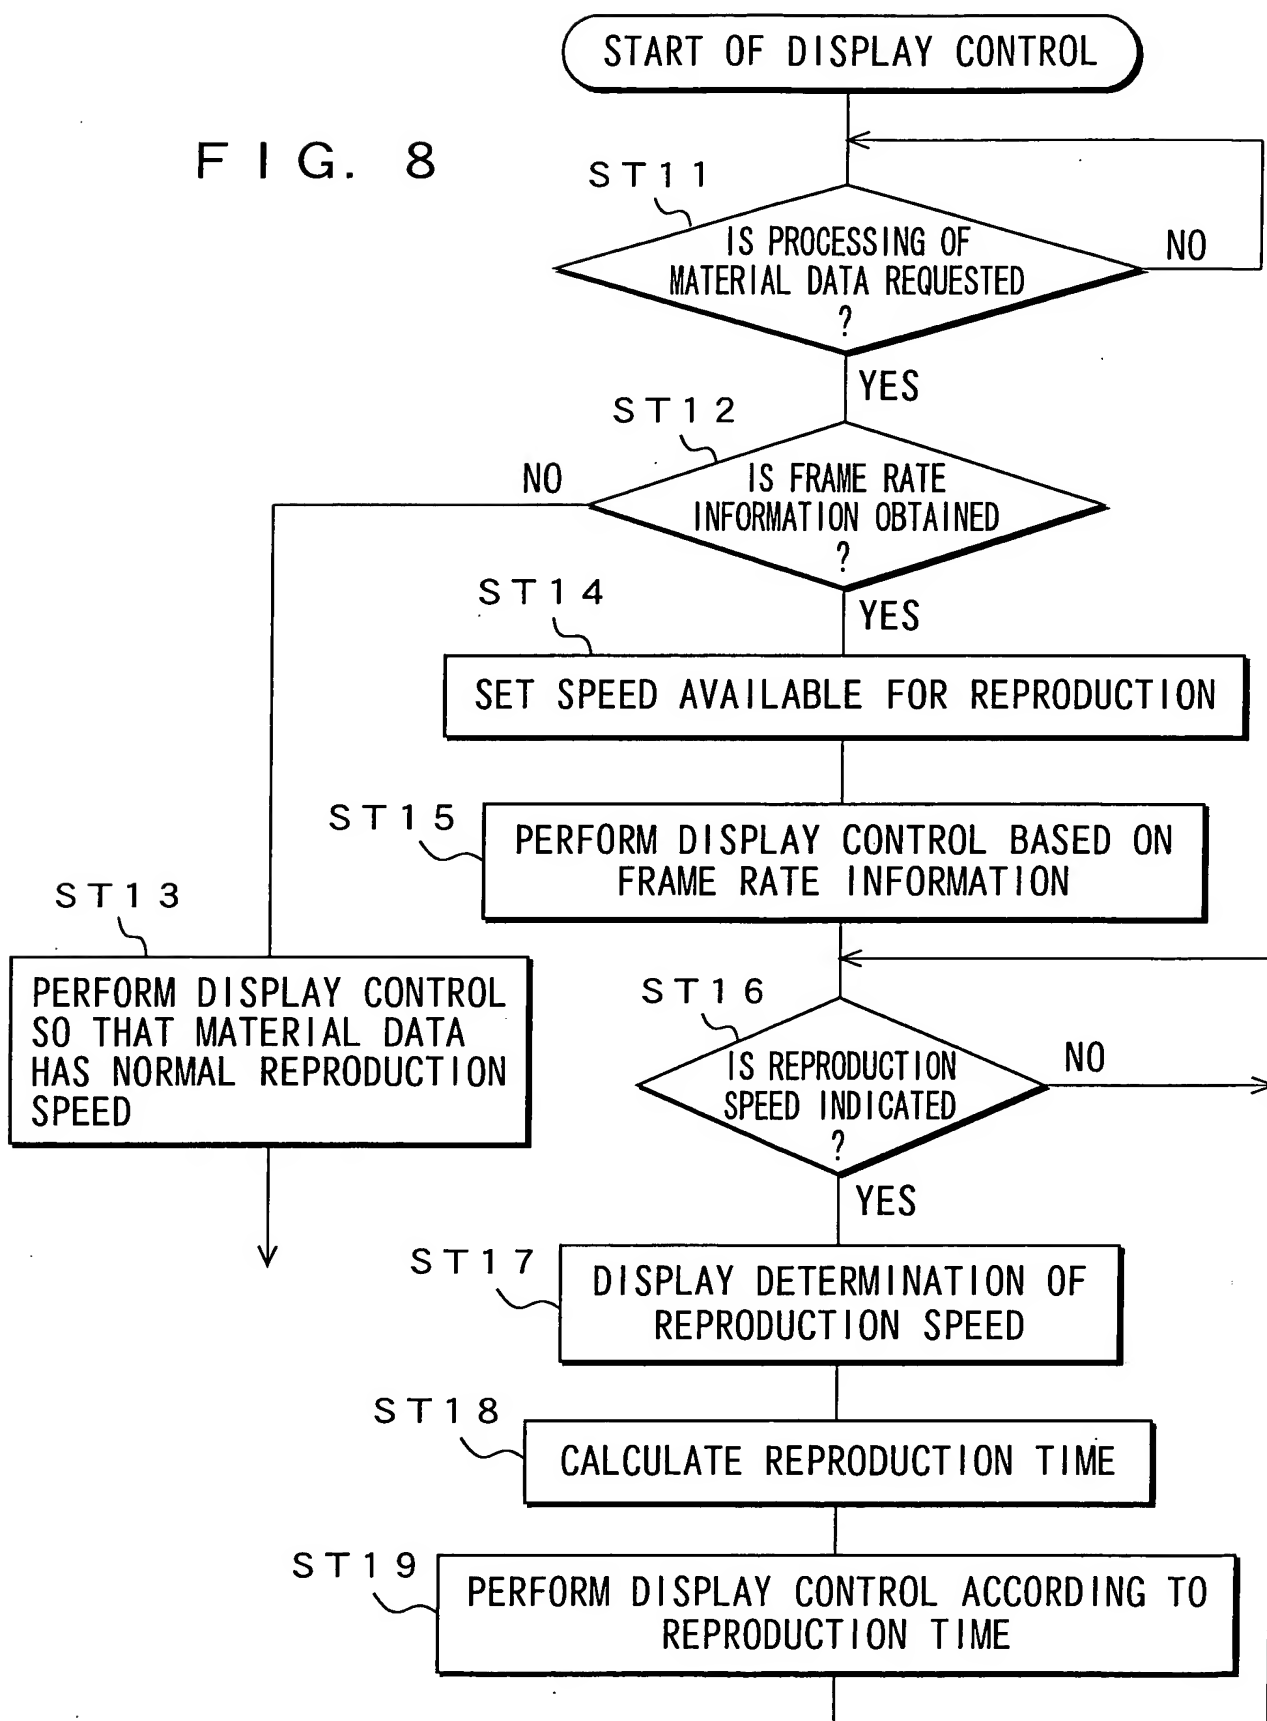 START OF DISPLAY CONTROL
FIG. 8
ST11
IS PROCESSING OF
MATERIAL DATA REQUESTED
?
NO
YES
ST12
IS FRAME RATE
INFORMATION OBTAINED
?
NO
YES
ST14
SET SPEED AVAILABLE FOR REPRODUCTION
ST15
PERFORM DISPLAY CONTROL BASED ON
FRAME RATE INFORMATION
ST13
PERFORM DISPLAY CONTROL
SO THAT MATERIAL DATA
HAS NORMAL REPRODUCTION
SPEED
ST16
IS REPRODUCTION
SPEED INDICATED
?
NO
YES
ST17
DISPLAY DETERMINATION OF
REPRODUCTION SPEED
ST18
CALCULATE REPRODUCTION TIME
ST19
PERFORM DISPLAY CONTROL ACCORDING TO
REPRODUCTION TIME